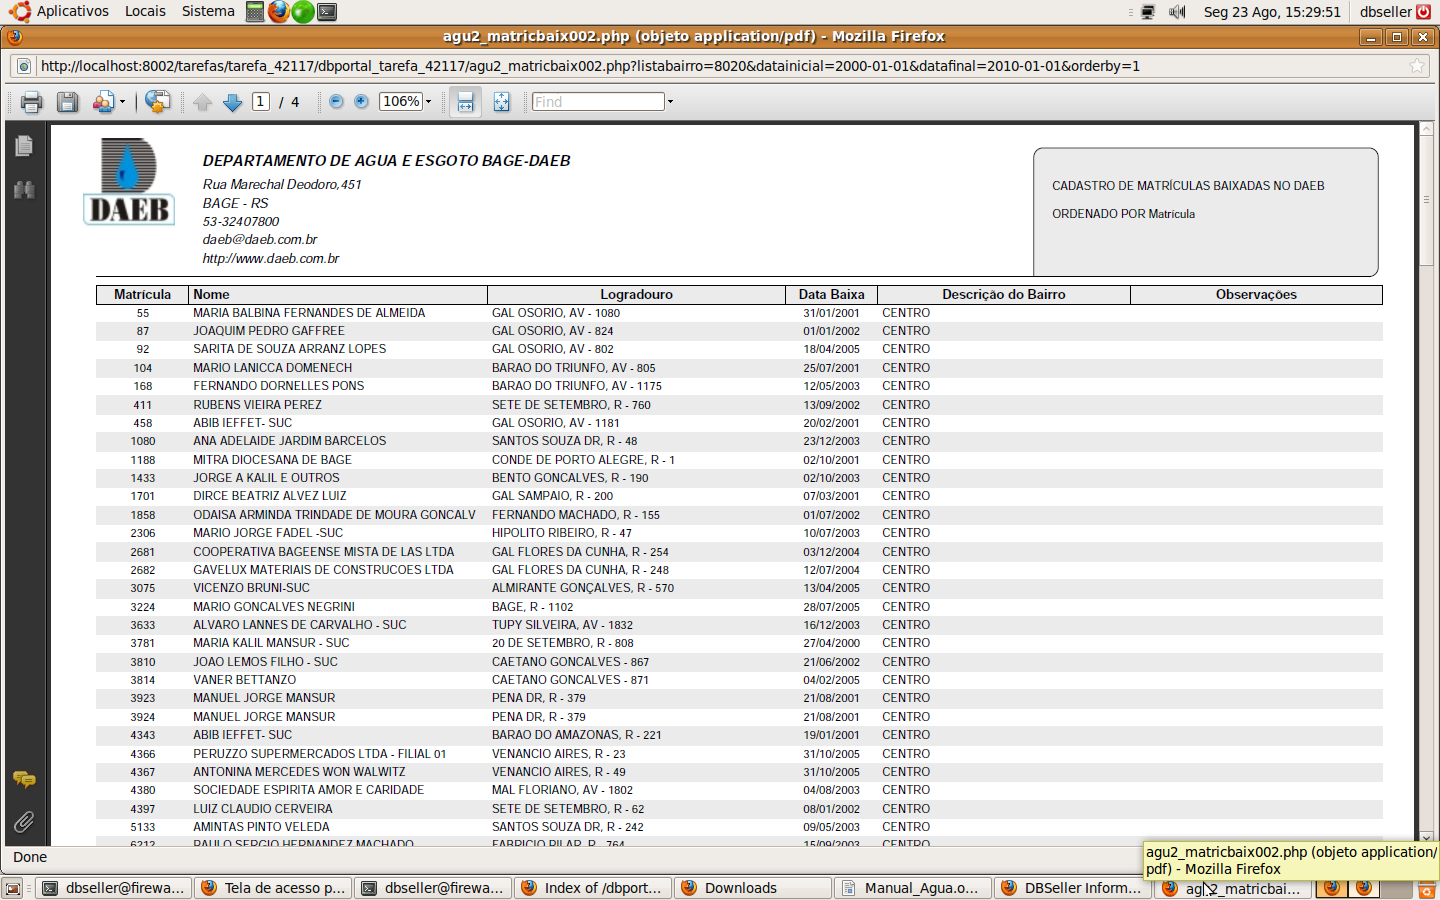 Aplicativos Locais Sistema Seg 23 Ago, 15:29:51 dbseller
agu2_matricbaix002.php (objeto application/pdf) - Mozilla Firefox
http://localhost:8002/tarefas/tarefa_42117/dbportal_tarefa_42117/agu2_matricbaix002.php?listabairro=8020&datainicial=2000-01-01&datafinal=2010-01-01&orderby=1
1 / 4 106% Find
DAEB
DEPARTAMENTO DE AGUA E ESGOTO BAGE-DAEB
Rua Marechal Deodoro,451
BAGE - RS
53-32407800
daeb@daeb.com.br
http://www.daeb.com.br
CADASTRO DE MATRÍCULAS BAIXADAS NO DAEB
ORDENADO POR Matrícula
Matrícula Nome Logradouro Data Baixa Descrição do Bairro Observações
55 MARIA BALBINA FERNANDES DE ALMEIDA GAL OSORIO, AV - 1080 31/01/2001 CENTRO
87 JOAQUIM PEDRO GAFFREE GAL OSORIO, AV - 824 01/01/2002 CENTRO
92 SARITA DE SOUZA ARRANZ LOPES GAL OSORIO, AV - 802 18/04/2005 CENTRO
104 MARIO LANICCA DOMENECH BARAO DO TRIUNFO, AV - 805 25/07/2001 CENTRO
168 FERNANDO DORNELLES PONS BARAO DO TRIUNFO, AV - 1175 12/05/2003 CENTRO
411 RUBENS VIEIRA PEREZ SETE DE SETEMBRO, R - 760 13/09/2002 CENTRO
458 ABIB IEFFET- SUC GAL OSORIO, AV - 1181 20/02/2001 CENTRO
1080 ANA ADELAIDE JARDIM BARCELOS SANTOS SOUZA DR, R - 48 23/12/2003 CENTRO
1188 MITRA DIOCESANA DE BAGE CONDE DE PORTO ALEGRE, R - 1 02/10/2001 CENTRO
1433 JORGE A KALIL E OUTROS BENTO GONCALVES, R - 190 02/10/2003 CENTRO
1701 DIRCE BEATRIZ ALVEZ LUIZ GAL SAMPAIO, R - 200 07/03/2001 CENTRO
1858 ODAISA ARMINDA TRINDADE DE MOURA GONCALV FERNANDO MACHADO, R - 155 01/07/2002 CENTRO
2306 MARIO JORGE FADEL -SUC HIPOLITO RIBEIRO, R - 47 10/07/2003 CENTRO
2681 COOPERATIVA BAGEENSE MISTA DE LAS LTDA GAL FLORES DA CUNHA, R - 254 03/12/2004 CENTRO
2682 GAVELUX MATERIAIS DE CONSTRUCOES LTDA GAL FLORES DA CUNHA, R - 248 12/07/2004 CENTRO
3075 VICENZO BRUNI-SUC ALMIRANTE GONÇALVES, R - 570 13/04/2005 CENTRO
3224 MARIO GONCALVES NEGRINI BAGE, R - 1102 28/07/2005 CENTRO
3633 ALVARO LANNES DE CARVALHO - SUC TUPY SILVEIRA, AV - 1832 16/12/2003 CENTRO
3781 MARIA KALIL MANSUR - SUC 20 DE SETEMBRO, R - 808 27/04/2000 CENTRO
3810 JOAO LEMOS FILHO - SUC CAETANO GONCALVES - 867 21/06/2002 CENTRO
3814 VANER BETTANZO CAETANO GONCALVES - 871 04/02/2005 CENTRO
3923 MANUEL JORGE MANSUR PENA DR, R - 379 21/08/2001 CENTRO
3924 MANUEL JORGE MANSUR PENA DR, R - 379 21/08/2001 CENTRO
4343 ABIB IEFFET- SUC BARAO DO AMAZONAS, R - 221 19/01/2001 CENTRO
4366 PERUZZO SUPERMERCADOS LTDA - FILIAL 01 VENANCIO AIRES, R - 23 31/10/2005 CENTRO
4367 ANTONINA MERCEDES WON WALWITZ VENANCIO AIRES, R - 49 31/10/2005 CENTRO
4380 SOCIEDADE ESPIRITA AMOR E CARIDADE MAL FLORIANO, AV - 1802 04/08/2003 CENTRO
4397 LUIZ CLAUDIO CERVEIRA SETE DE SETEMBRO, R - 62 08/01/2002 CENTRO
5133 AMINTAS PINTO VELEDA SANTOS SOUZA DR, R - 242 09/05/2003 CENTRO
6212 PAULO SERGIO HERNANDEZ MACHADO FABRICIO PILAR, R - 764 15/09/2003 CENTRO
Done
agu2_matricbaix002.php (objeto application/
pdf) - Mozilla Firefox
dbseller@firewa... Tela de acesso p... dbseller@firewa... Index of /dbport... Downloads Manual_Agua.o... DBSeller Inform... agu2_matricbai...